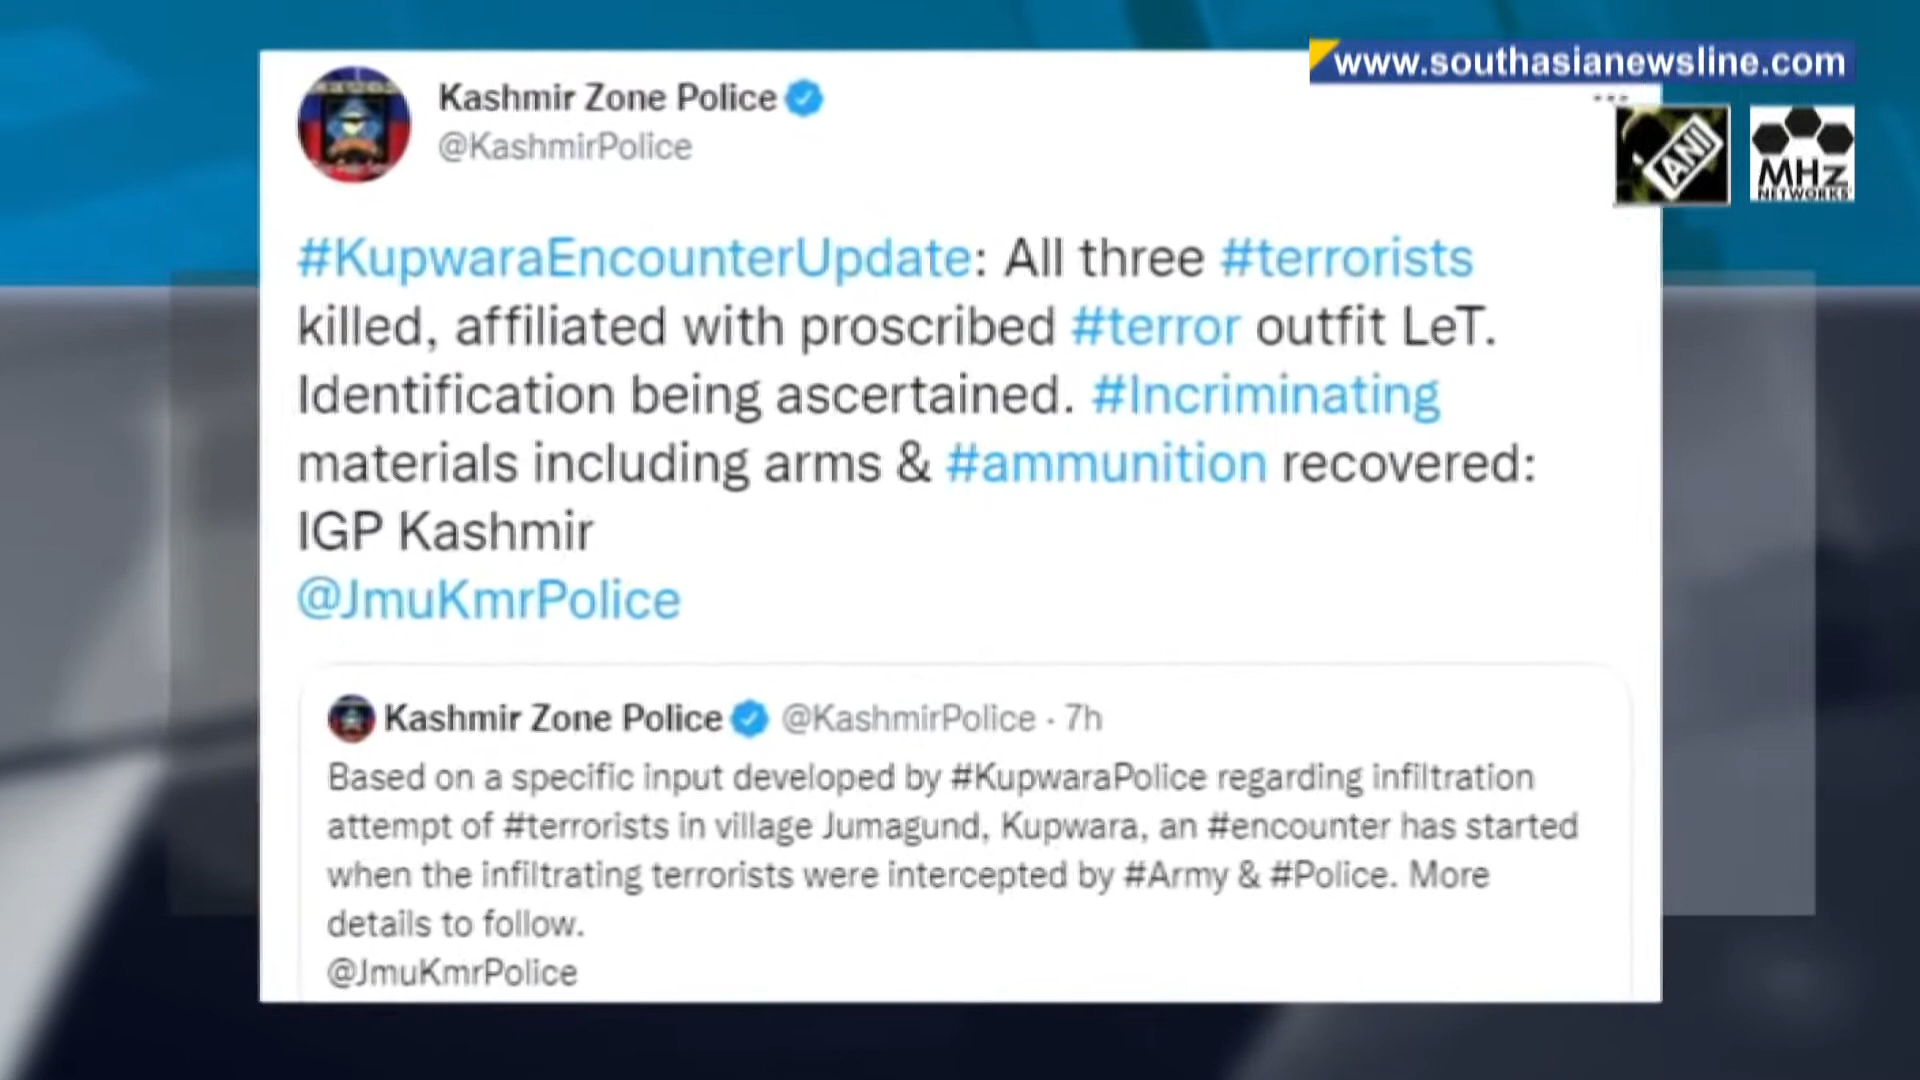 www.southasianewsline.com
Kashmir Zone Police
@KashmirPolice
ANI
MHz
NETWORKS
#KupwaraEncounterUpdate: All three #terrorists
killed, affiliated with proscribed #terror outfit LeT.
Identification being ascertained. #Incriminating
materials including arms & #ammunition recovered:
IGP Kashmir
@JmuKmrPolice
Kashmir Zone Police @KashmirPolice · 7h
Based on a specific input developed by #KupwaraPolice regarding infiltration
attempt of #terrorists in village Jumagund, Kupwara, an #encounter has started
when the infiltrating terrorists were intercepted by #Army & #Police. More
details to follow.
@JmuKmrPolice